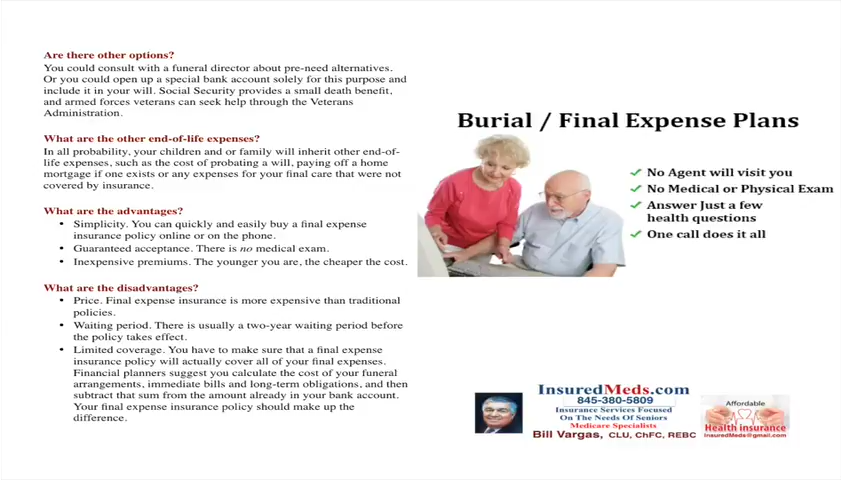 Are there other options?
You could consult with a funeral director about pre-need alternatives.
Or you could open up a special bank account solely for this purpose and
include it in your will. Social Security provides a small death benefit,
and armed forces veterans can seek help through the Veterans
Administration.
What are the other end-of-life expenses?
In all probability, your children and or family will inherit other end-of-
life expenses, such as the cost of probating a will, paying off a home
mortgage if one exists or any expenses for your final care that were not
covered by insurance.
What are the advantages?
• Simplicity. You can quickly and easily buy a final expense
insurance policy online or on the phone.
• Guaranteed acceptance. There is no medical exam.
• Inexpensive premiums. The younger you are, the cheaper the cost.
What are the disadvantages?
• Price. Final expense insurance is more expensive than traditional
policies.
• Waiting period. There is usually a two-year waiting period before
the policy takes effect.
• Limited coverage. You have to make sure that a final expense
insurance policy will actually cover all of your final expenses.
Financial planners suggest you calculate the cost of your funeral
arrangements, immediate bills and long-term obligations, and then
subtract that sum from the amount already in your bank account.
Your final expense insurance policy should make up the
difference.
Burial / Final Expense Plans
✓ No Agent will visit you
✓ No Medical or Physical Exam
✓ Answer Just a few
health questions
✓ One call does it all
InsuredMeds.com
845-380-5809
Insurance Services Focused
On The Needs Of Seniors
Medicare Specialists
Bill Vargas, CLU, ChFC, REBC
Affordable
Health insurance
InsuredMeds@gmail.com